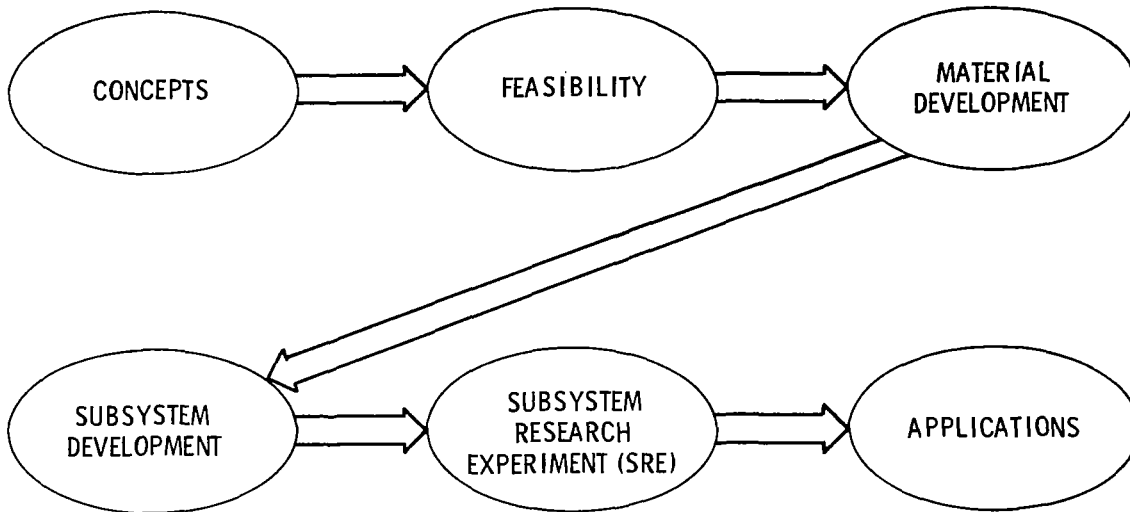 CONCEPTS
FEASIBILITY
MATERIAL
DEVELOPMENT
SUBSYSTEM
DEVELOPMENT
SUBSYSTEM
RESEARCH
EXPERIMENT (SRE)
APPLICATIONS